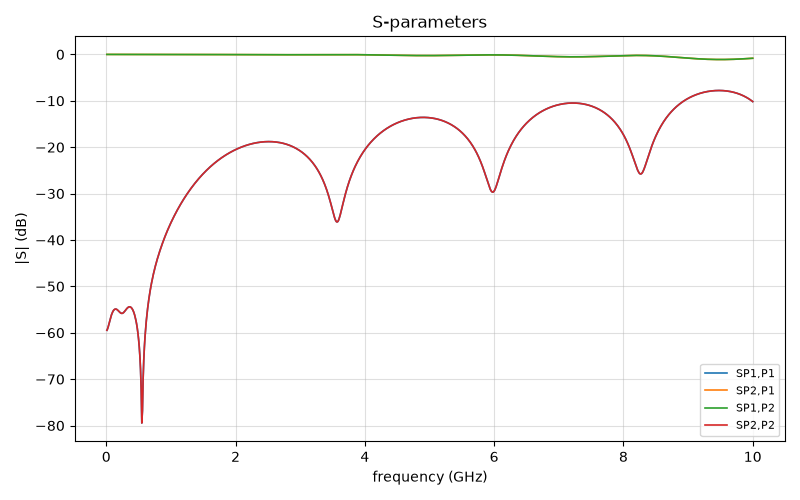 S-parameters
|S| (dB)
0
−10
−20
−30
−40
−50
−60
−70
−80
SP1,P1
SP2,P1
SP1,P2
SP2,P2
0 2 4 6 8 10
frequency (GHz)